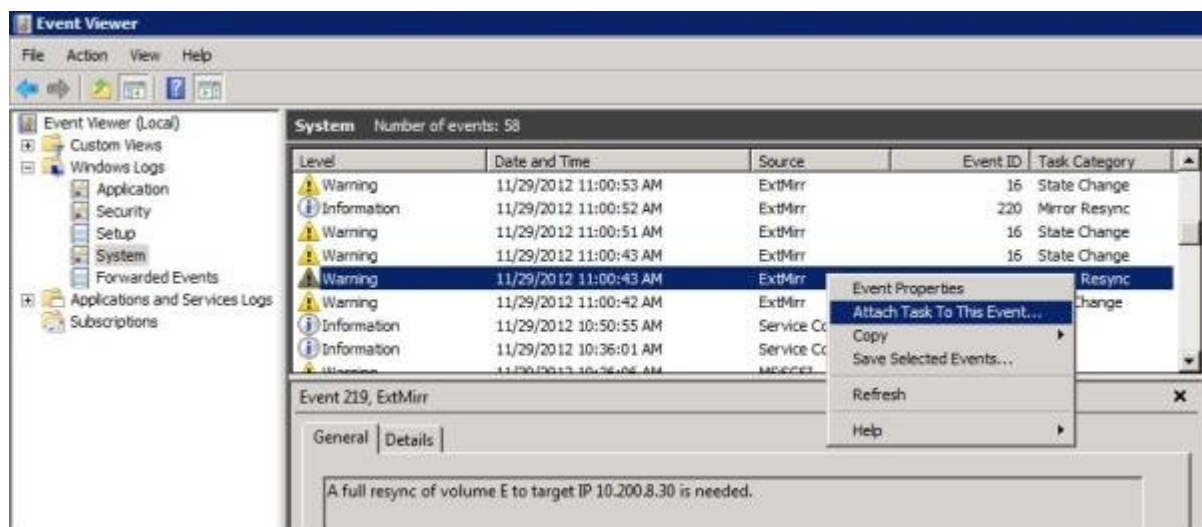 Event Viewer
File Action View Help
Event Viewer (Local)
Custom Views
Windows Logs
Application
Security
Setup
System
Forwarded Events
Applications and Services Logs
Subscriptions
System Number of events: 58
Level Date and Time Source Event ID Task Category
Warning 11/29/2012 11:00:53 AM ExtMirr 16 State Change
Information 11/29/2012 11:00:52 AM ExtMirr 220 Mirror Resync
Warning 11/29/2012 11:00:51 AM ExtMirr 16 State Change
Warning 11/29/2012 11:00:43 AM ExtMirr 16 State Change
Warning 11/29/2012 11:00:43 AM ExtMirr Resync
Warning 11/29/2012 11:00:42 AM ExtMirr Change
Information 11/29/2012 10:50:55 AM Service Co
Information 11/29/2012 10:36:01 AM Service Co
Event Properties
Attach Task To This Event...
Copy
Save Selected Events...
Refresh
Help
Event 219, ExtMirr
General Details
A full resync of volume E to target IP 10.200.8.30 is needed.